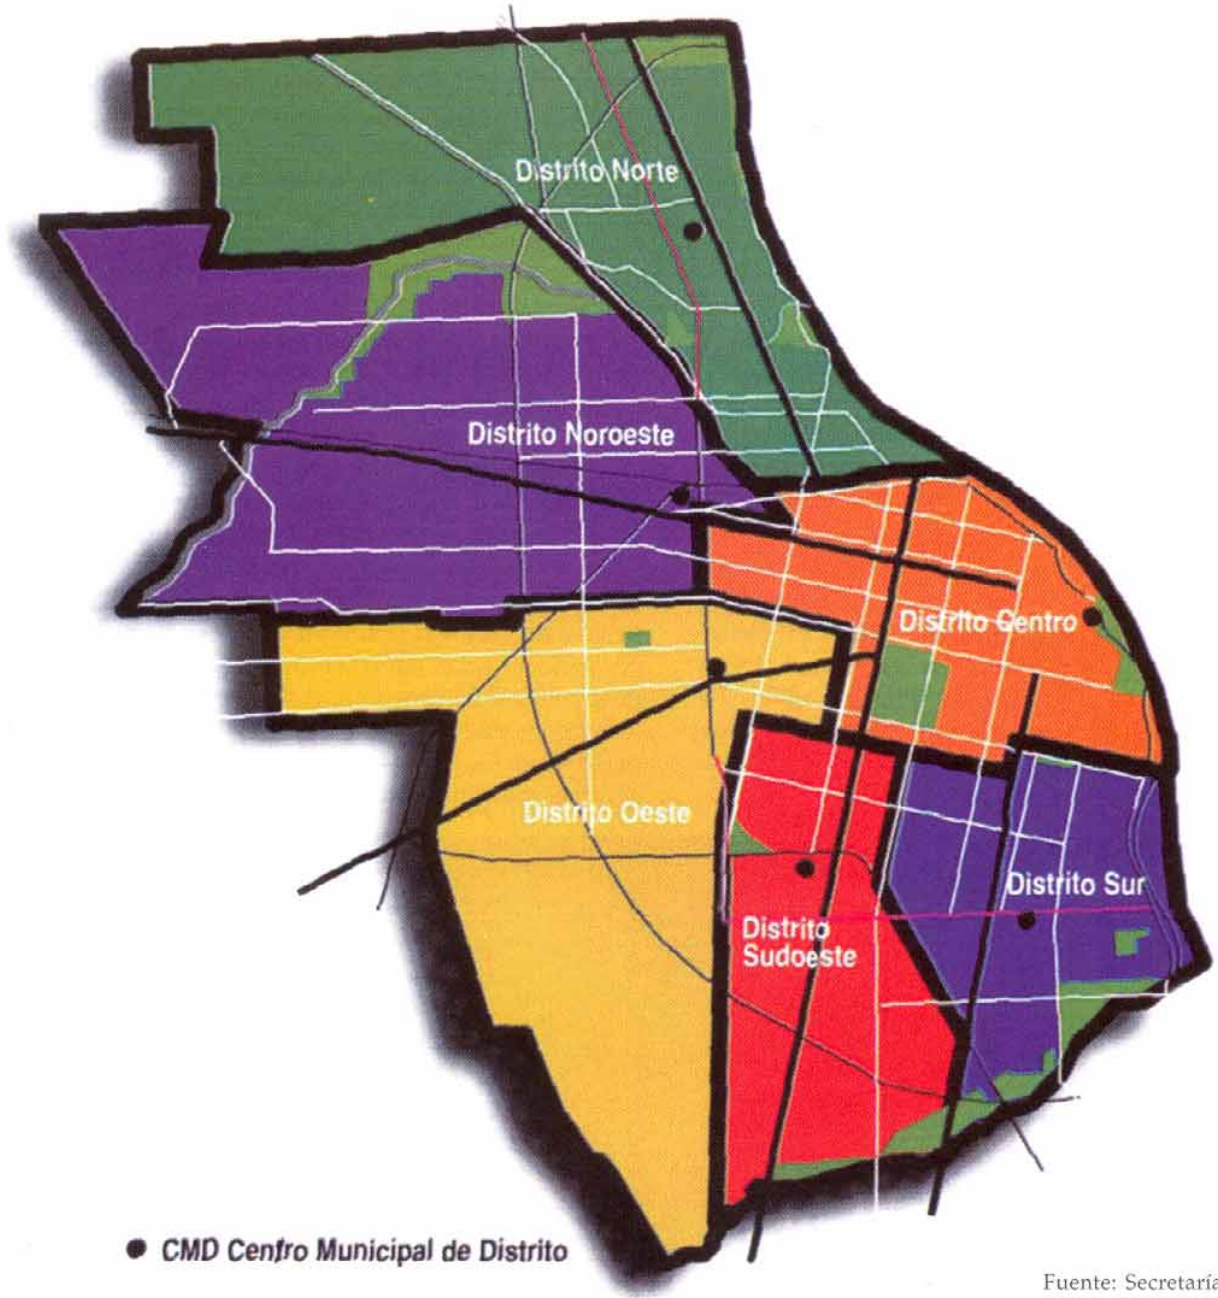 Distrito Norte
Distrito Noroeste
Distrito Centro
Distrito Oeste
Distrito Sur
Distrito
Sudoeste
CMD Centro Municipal de Distrito
Fuente: Secretaría